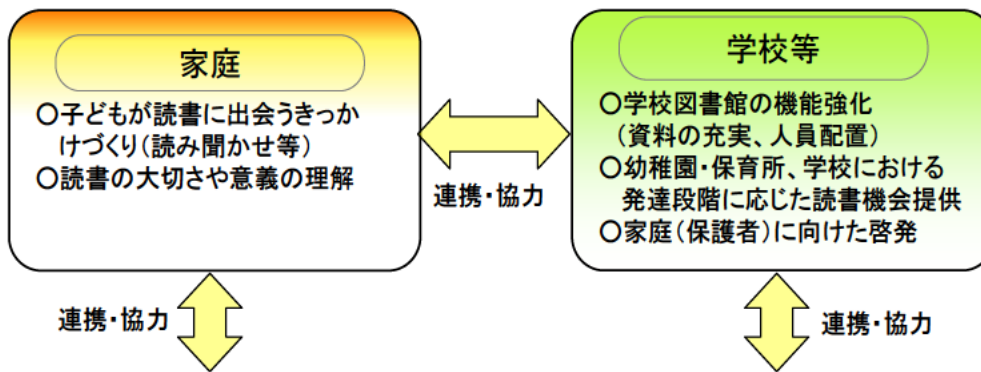 家庭
○子どもが読書に出会うきっか
けづくり(読み聞かせ等)
○読書の大切さや意義の理解
連携・協力
学校等
○学校図書館の機能強化
(資料の充実、人員配置)
○幼稚園・保育所、学校における
発達段階に応じた読書機会提供
○家庭(保護者)に向けた啓発
連携・協力
連携・協力